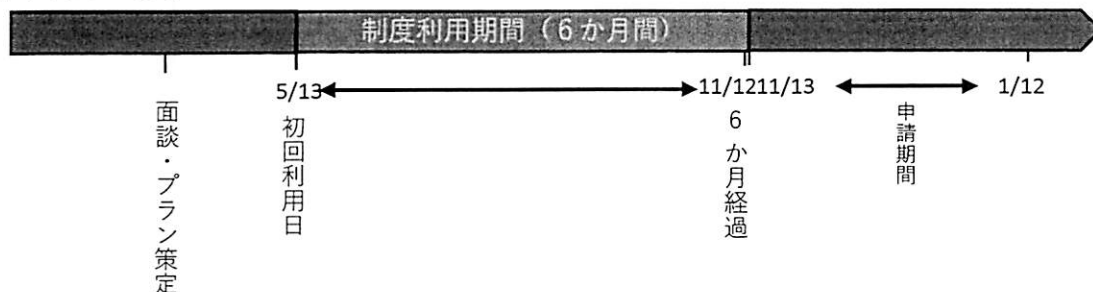 制度利用期間（６か月間）
5/13
11/12
11/13
1/12
面談・プラン策定
初回利用日
６か月経過
申請期間